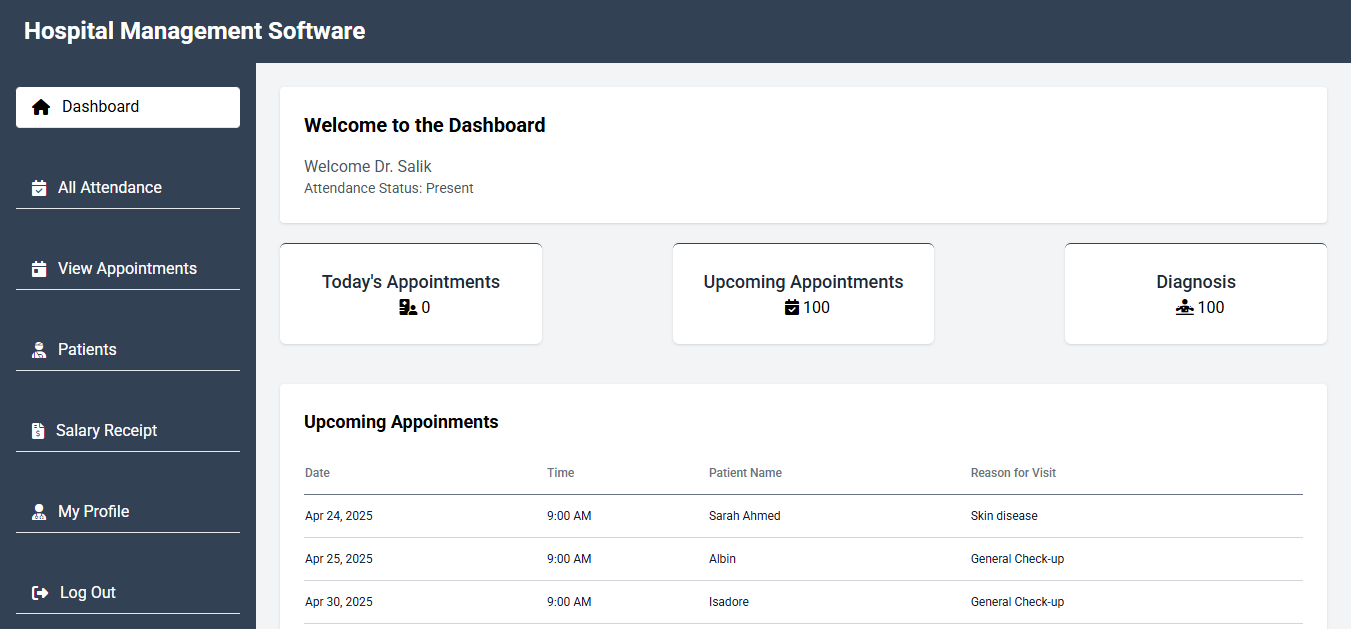 Hospital Management Software
Dashboard
All Attendance
View Appointments
Patients
Salary Receipt
My Profile
Log Out
Welcome to the Dashboard
Welcome Dr. Salik
Attendance Status: Present
Today's Appointments
0
Upcoming Appointments
100
Diagnosis
100
Upcoming Appoinments
Date Time Patient Name Reason for Visit
Apr 24, 2025 9:00 AM Sarah Ahmed Skin disease
Apr 25, 2025 9:00 AM Albin General Check-up
Apr 30, 2025 9:00 AM Isadore General Check-up